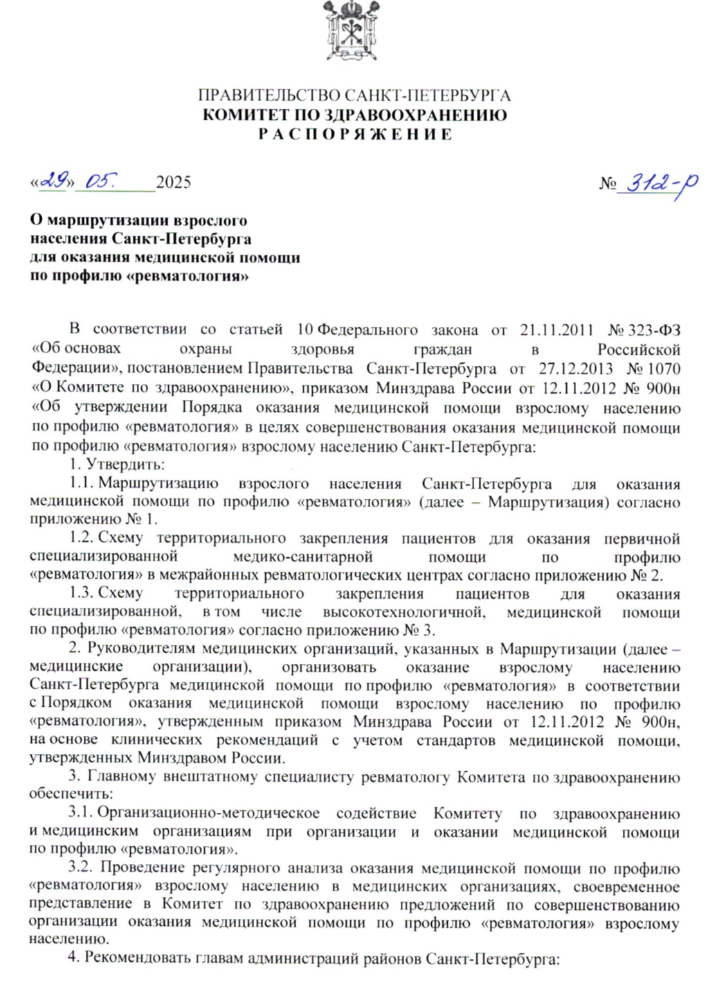 ПРАВИТЕЛЬСТВО САНКТ-ПЕТЕРБУРГА
КОМИТЕТ ПО ЗДРАВООХРАНЕНИЮ
Р А С П О Р Я Ж Е Н И Е
«29» 05. 2025 № 312-р
О маршрутизации взрослого
населения Санкт-Петербурга
для оказания медицинской помощи
по профилю «ревматология»
В соответствии со статьей 10 Федерального закона от 21.11.2011 № 323-ФЗ
«Об основах охраны здоровья граждан в Российской
Федерации», постановлением Правительства Санкт-Петербурга от 27.12.2013 № 1070
«О Комитете по здравоохранению», приказом Минздрава России от 12.11.2012 № 900н
«Об утверждении Порядка оказания медицинской помощи взрослому населению
по профилю «ревматология» в целях совершенствования оказания медицинской помощи
по профилю «ревматология» взрослому населению Санкт-Петербурга:
1. Утвердить:
1.1. Маршрутизацию взрослого населения Санкт-Петербурга для оказания
медицинской помощи по профилю «ревматология» (далее – Маршрутизация) согласно
приложению № 1.
1.2. Схему территориального закрепления пациентов для оказания первичной
специализированной медико-санитарной помощи по профилю
«ревматология» в межрайонных ревматологических центрах согласно приложению № 2.
1.3. Схему территориального закрепления пациентов для оказания
специализированной, в том числе высокотехнологичной, медицинской помощи
по профилю «ревматология» согласно приложению № 3.
2. Руководителям медицинских организаций, указанных в Маршрутизации (далее –
медицинские организации), организовать оказание взрослому населению
Санкт-Петербурга медицинской помощи по профилю «ревматология» в соответствии
с Порядком оказания медицинской помощи взрослому населению по профилю
«ревматология», утвержденным приказом Минздрава России от 12.11.2012 № 900н,
на основе клинических рекомендаций с учетом стандартов медицинской помощи,
утвержденных Минздравом России.
3. Главному внештатному специалисту ревматологу Комитета по здравоохранению
обеспечить:
3.1. Организационно-методическое содействие Комитету по здравоохранению
и медицинским организациям при организации и оказании медицинской помощи
по профилю «ревматология».
3.2. Проведение регулярного анализа оказания медицинской помощи по профилю
«ревматология» взрослому населению в медицинских организациях, своевременное
представление в Комитет по здравоохранению предложений по совершенствованию
организации оказания медицинской помощи по профилю «ревматология» взрослому
населению.
4. Рекомендовать главам администраций районов Санкт-Петербурга: